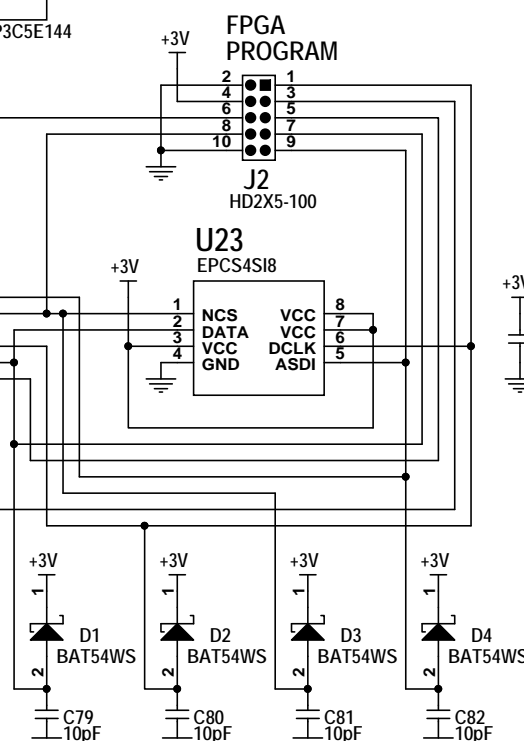 P3C5E144
FPGA
PROGRAM
+3V
2 1
4 3
6 5
8 7
10 9
J2
HD2X5-100
U23
EPCS4SI8
+3V
+3V
1 NCS VCC 8
2 DATA VCC 7
3 VCC DCLK 6
4 GND ASDI 5
+3V +3V +3V +3V
1 1 1 1
D1 D2 D3 D4
BAT54WS BAT54WS BAT54WS BAT54WS
2 2 2 2
C79 C80 C81 C82
10pF 10pF 10pF 10pF